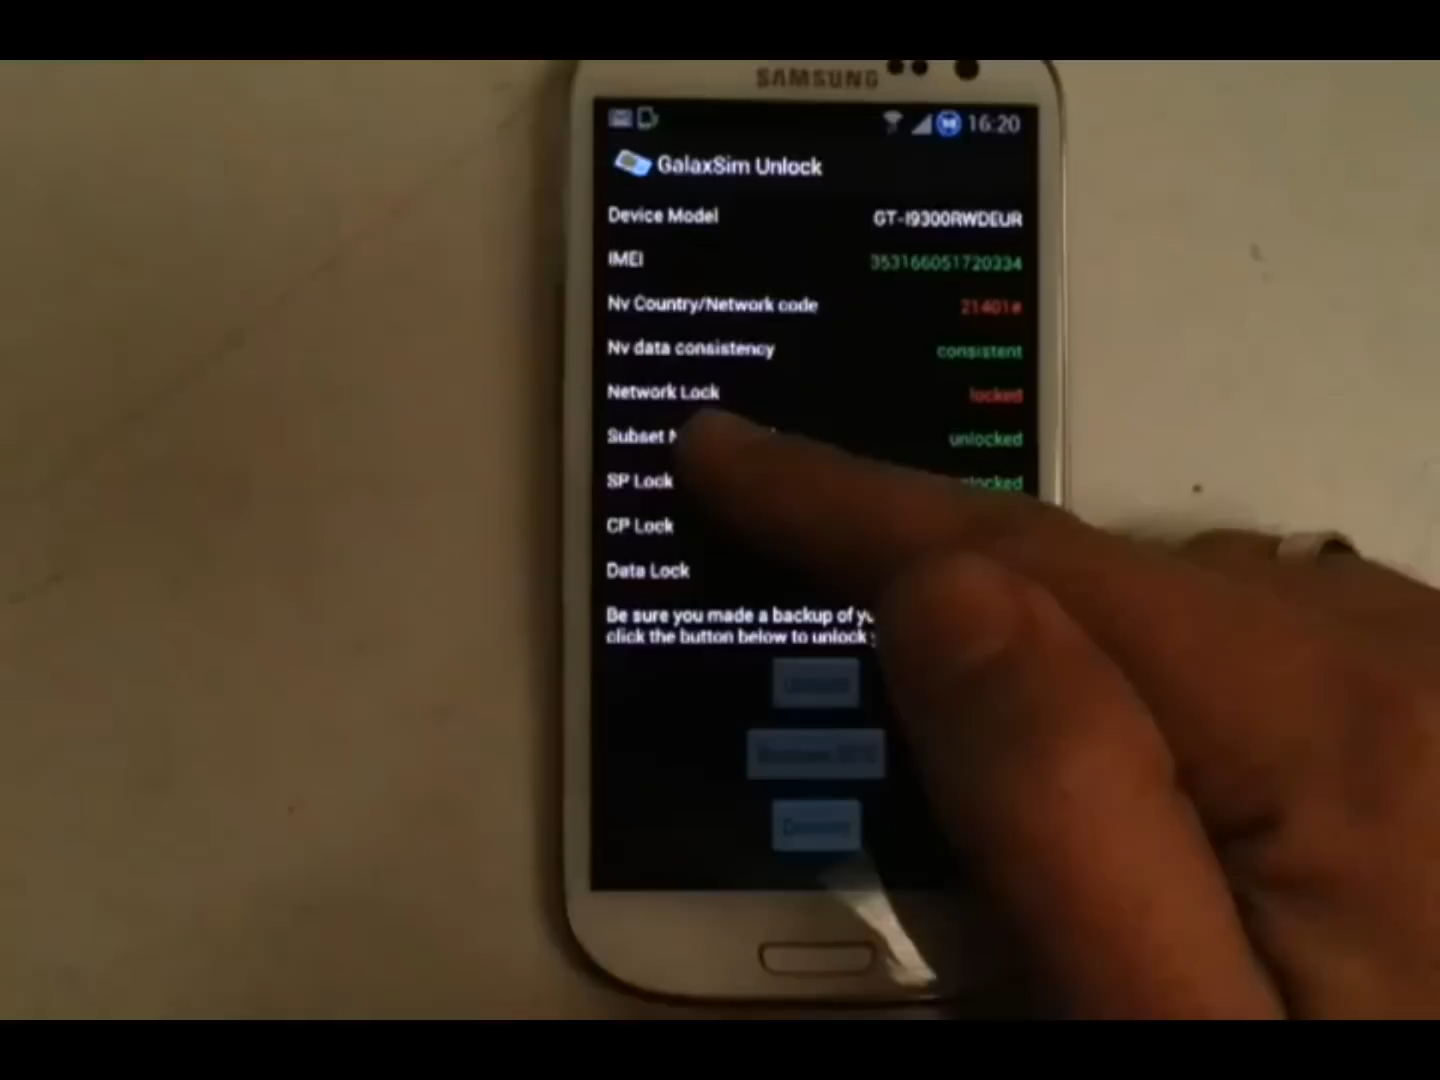 SAMSUNG
16:20
GalaxSim Unlock
Device Model GT-I9300RWDEUR
IMEI 353166051720334
Nv Country/Network code 21401#
Nv data consistency consistent
Network Lock locked
Subset unlocked
SP Lock
CP Lock
Data Lock
Be sure you made a backup of
click the button below to unlock